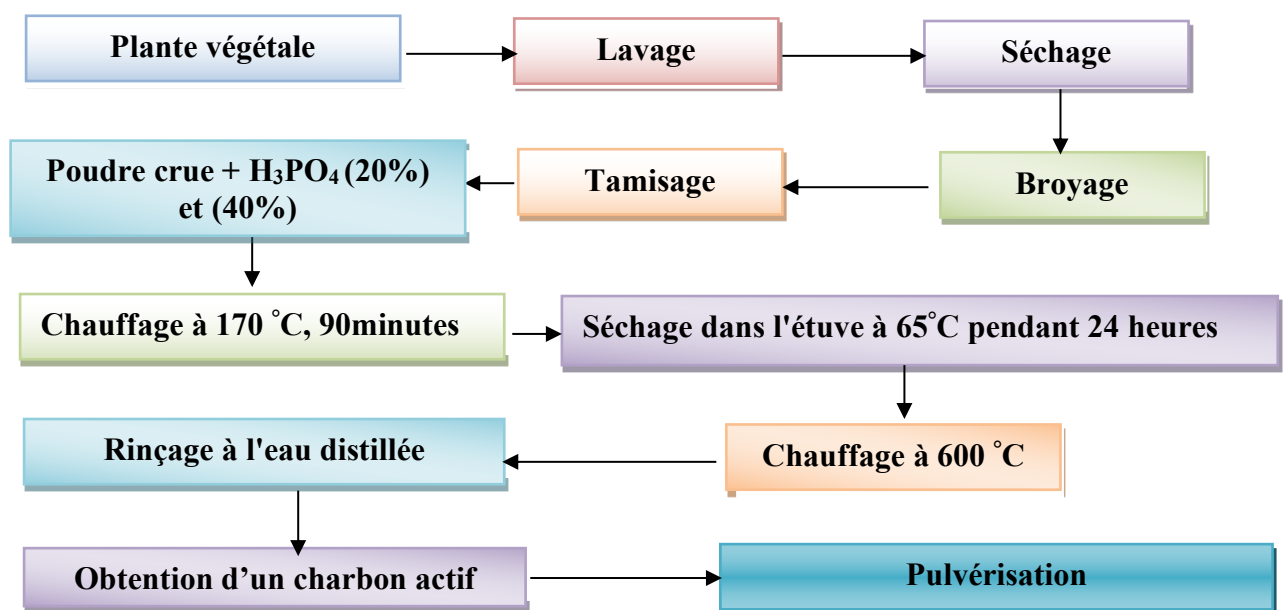 Plante végétale
Lavage
Séchage
Broyage
Tamisage
Poudre crue + H₃PO₄ (20%)
et (40%)
Chauffage à 170 °C, 90minutes
Séchage dans l'étuve à 65°C pendant 24 heures
Chauffage à 600 °C
Rinçage à l'eau distillée
Obtention d’un charbon actif
Pulvérisation